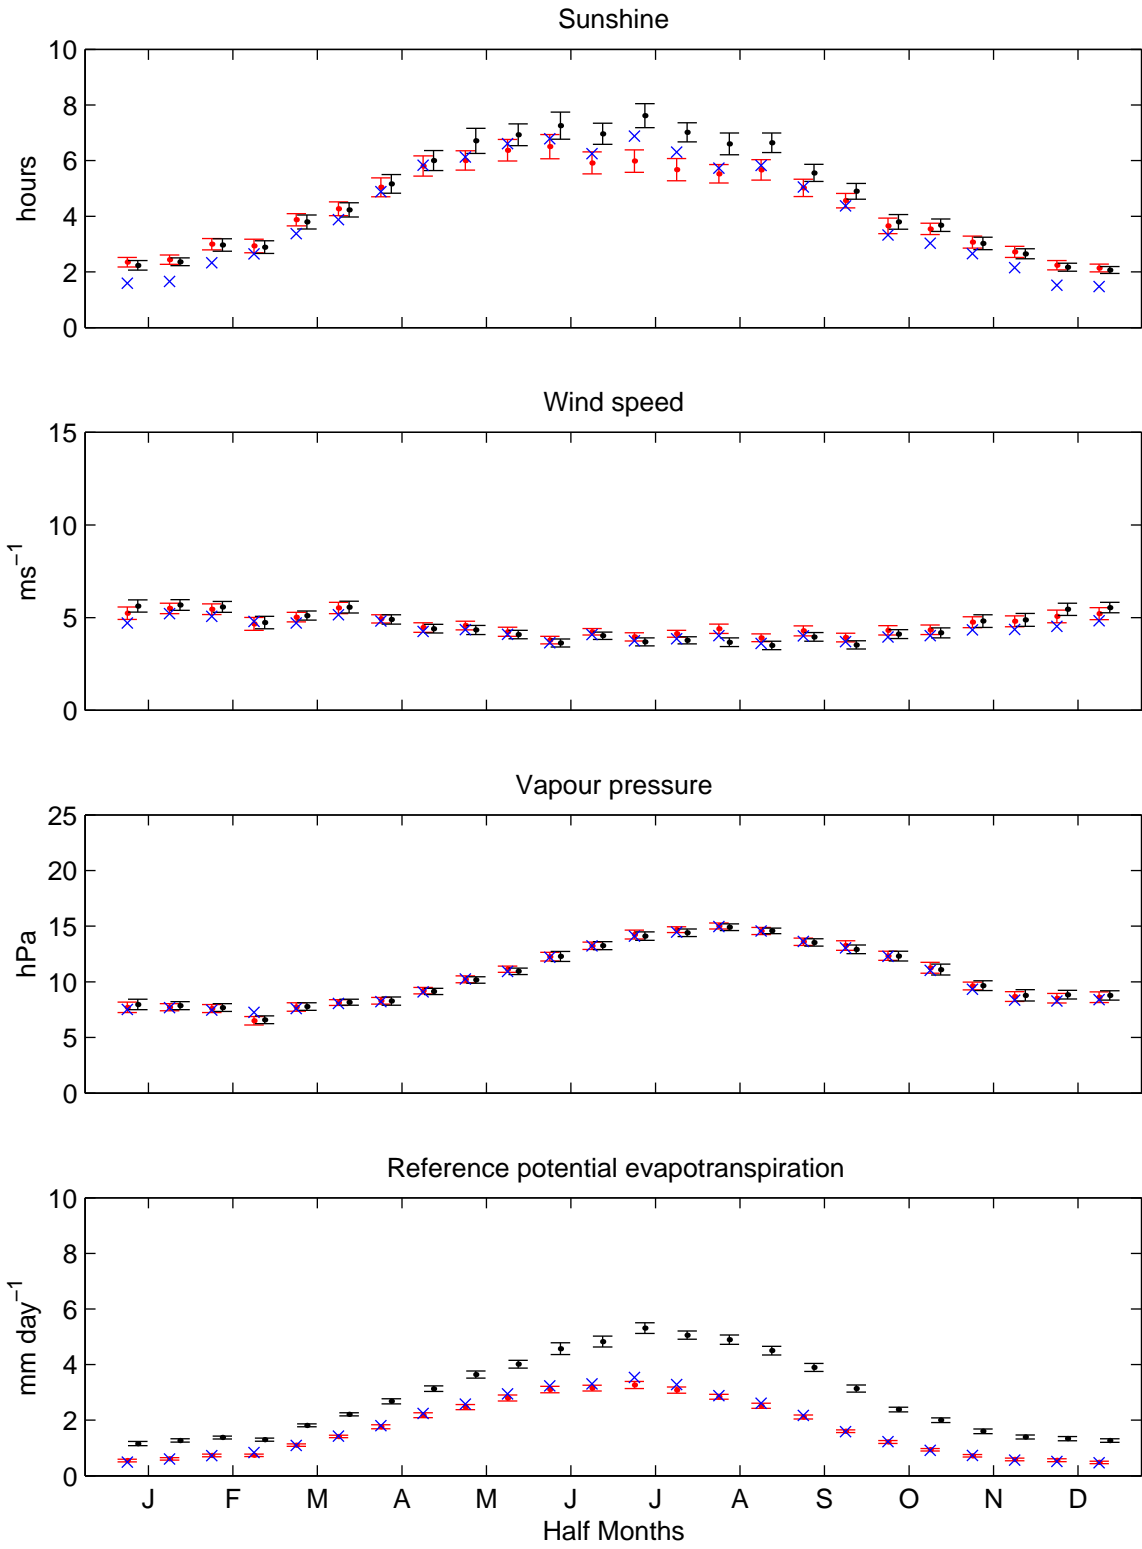 Sunshine
10
8
6
4
2
0
hours
Wind speed
15
10
5
0
ms−1
Vapour pressure
25
20
15
10
5
0
hPa
Reference potential evapotranspiration
10
8
6
4
2
0
mm day−1
J F M A M J J A S O N D
Half Months